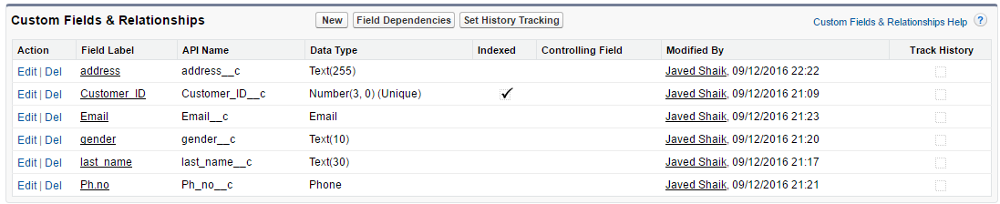 Custom Fields & Relationships New Field Dependencies Set History Tracking Custom Fields & Relationships Help ?
Action Field Label API Name Data Type Indexed Controlling Field Modified By Track History
Edit | Del address address__c Text(255) Javed Shaik, 09/12/2016 22:22
Edit | Del Customer_ID Customer_ID__c Number(3, 0) (Unique) Javed Shaik, 09/12/2016 21:09
Edit | Del Email Email__c Email Javed Shaik, 09/12/2016 21:23
Edit | Del gender gender__c Text(10) Javed Shaik, 09/12/2016 21:20
Edit | Del last_name last_name__c Text(30) Javed Shaik, 09/12/2016 21:17
Edit | Del Ph.no Ph_no__c Phone Javed Shaik, 09/12/2016 21:21